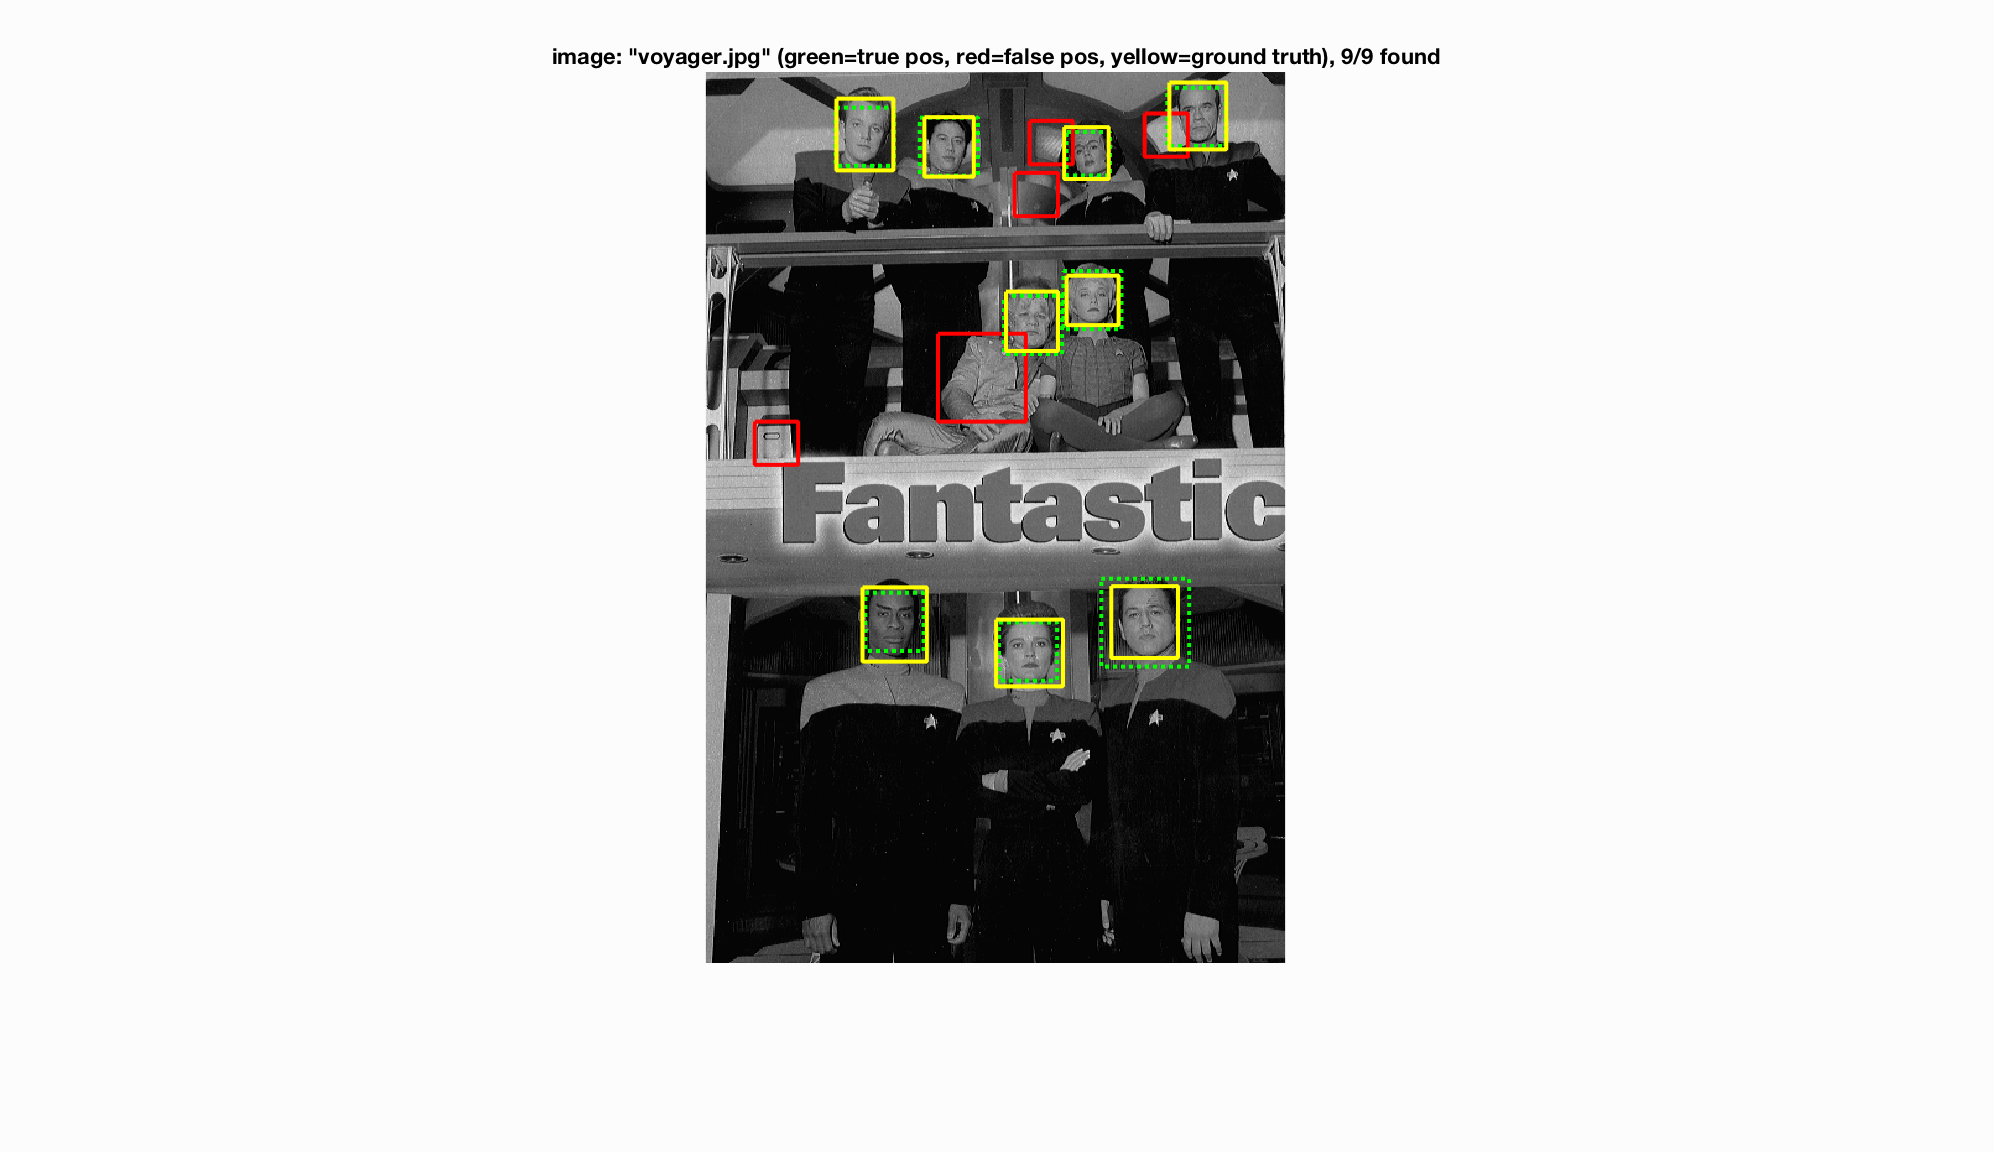 image: "voyager.jpg" (green=true pos, red=false pos, yellow=ground truth), 9/9 found
Fantastic